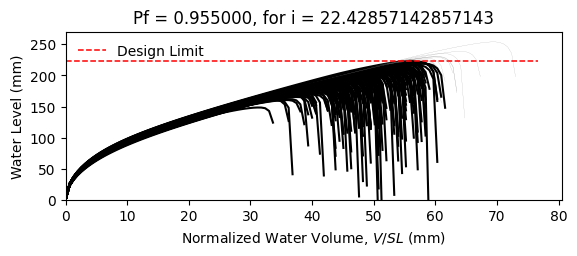 Pf = 0.955000, for i = 22.42857142857143
Design Limit
Water Level (mm)
250
200
150
100
50
0
0 10 20 30 40 50 60 70 80
Normalized Water Volume, V/SL (mm)